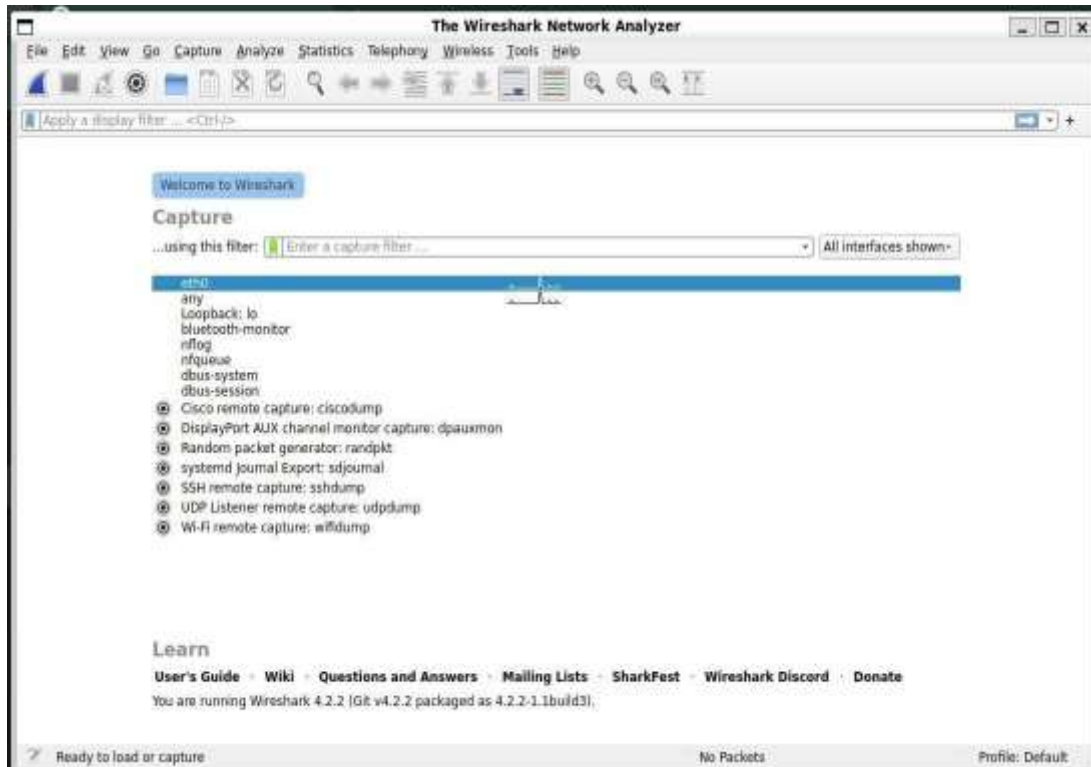 The Wireshark Network Analyzer
File Edit View Go Capture Analyze Statistics Telephony Wireless Tools Help
Apply a display filter ... <Ctrl-/>
+
Welcome to Wireshark
Capture
...using this filter: Enter a capture filter ... All interfaces shown
eth0
any
Loopback: lo
bluetooth-monitor
nflog
nfqueue
dbus-system
dbus-session
Cisco remote capture: ciscodump
DisplayPort AUX channel monitor capture: dpauxmon
Random packet generator: randpkt
systemd Journal Export: sdjournal
SSH remote capture: sshdump
UDP Listener remote capture: udpdump
Wi-Fi remote capture: wifidump
Learn
User's Guide · Wiki · Questions and Answers · Mailing Lists · SharkFest · Wireshark Discord · Donate
You are running Wireshark 4.2.2 (Git v4.2.2 packaged as 4.2.2-1.1build3).
Ready to load or capture No Packets Profile: Default